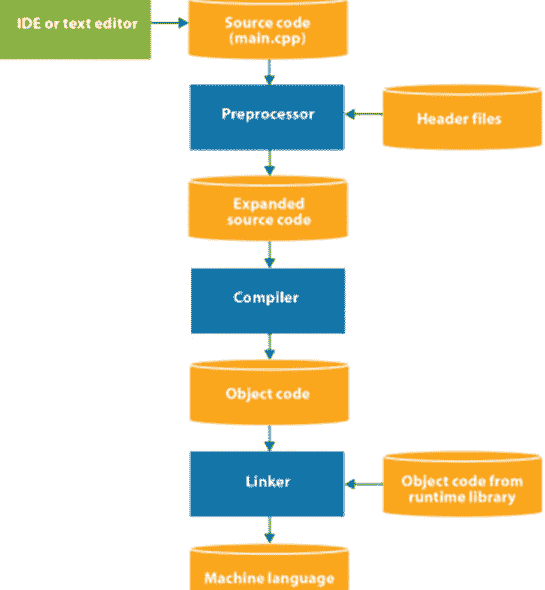 IDE or text editor
Source code
(main.cpp)
Preprocessor
Header files
Expanded
source code
Compiler
Object code
Linker
Object code from
runtime library
Machine language